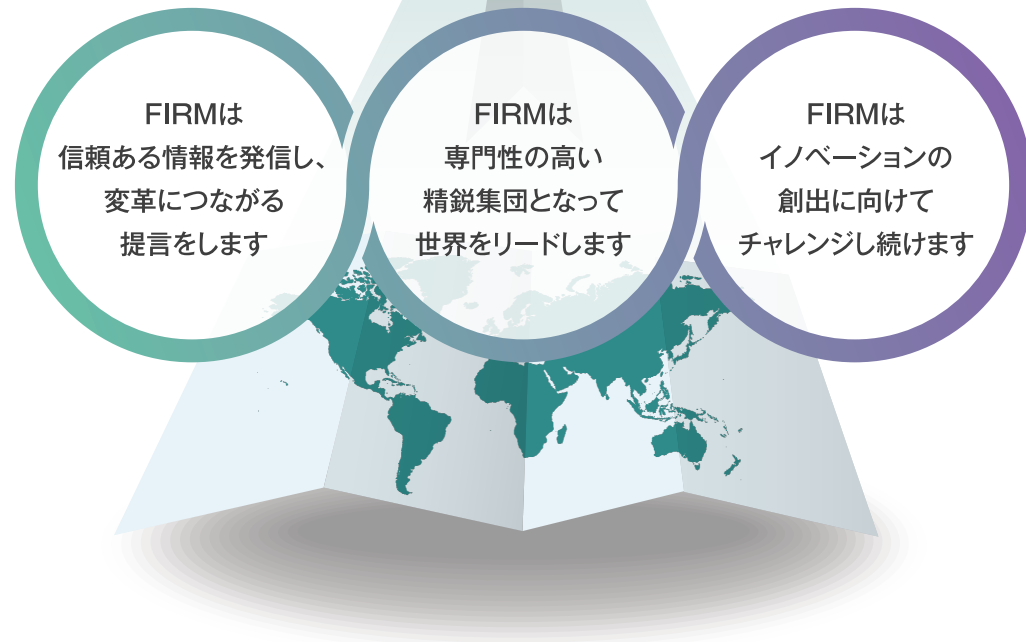 FIRMは
信頼ある情報を発信し、
変革につながる
提言をします
FIRMは
専門性の高い
精鋭集団となって
世界をリードします
FIRMは
イノベーションの
創出に向けて
チャレンジし続けます